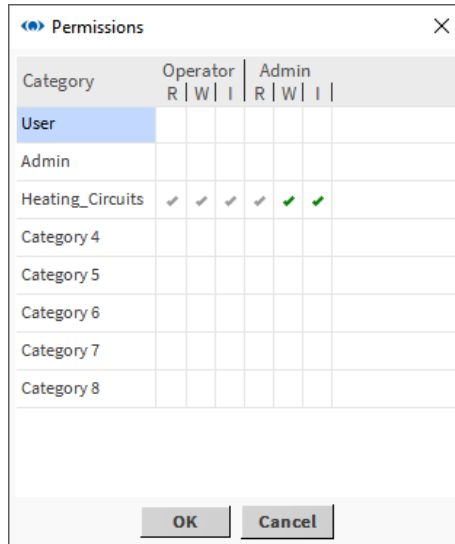 Permissions
Category Operator Admin
R W I R W I
User
Admin
Heating_Circuits
Category 4
Category 5
Category 6
Category 7
Category 8
OK Cancel